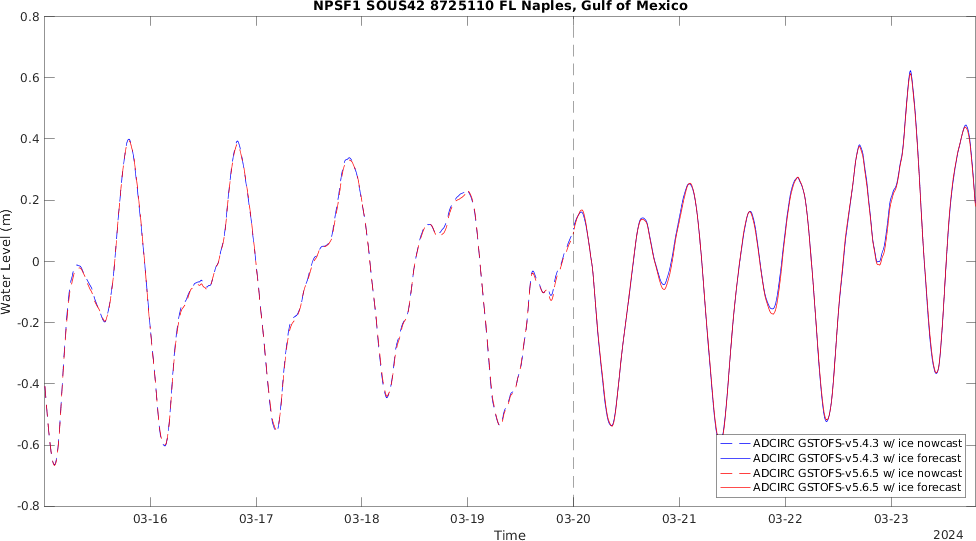 NPSF1 SOUS42 8725110 FL Naples, Gulf of Mexico
Water Level (m)
0.8
0.6
0.4
0.2
0
-0.2
-0.4
-0.6
-0.8
ADCIRC GSTOFS-v5.4.3 w/ ice nowcast
ADCIRC GSTOFS-v5.4.3 w/ ice forecast
ADCIRC GSTOFS-v5.6.5 w/ ice nowcast
ADCIRC GSTOFS-v5.6.5 w/ ice forecast
03-16 03-17 03-18 03-19 03-20 03-21 03-22 03-23
Time
2024